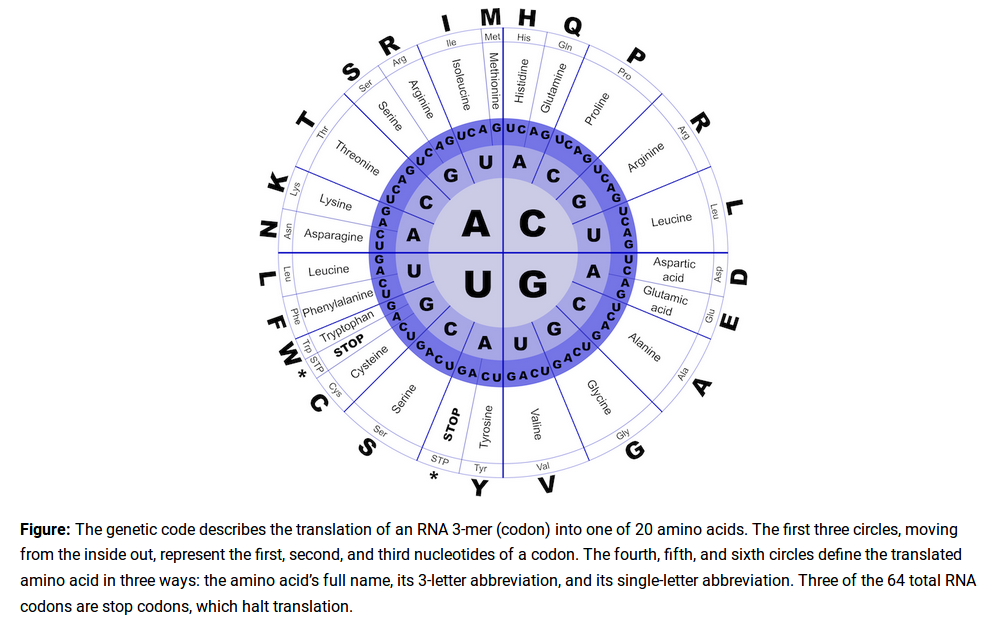 M H Q P R L D E A G V Y * S C * W F L N K T S R I
Met His Gln Pro Arg Leu Asp Glu Ala Gly Val Tyr STP Ser Cys STP Trp Phe Leu Asn Lys Thr Ser Arg Ile
Methionine
Histidine
Glutamine
Proline
Arginine
Leucine
Aspartic
acid
Glutamic
acid
Alanine
Glycine
Valine
Tyrosine
STOP
Serine
Cysteine
STOP
Tryptophan
Phenylalanine
Leucine
Asparagine
Lysine
Threonine
Serine
Arginine
Isoleucine
U C A G U C A G U C A G U C A G
U C A G U C A G U C A G U C A G
U C A G U C A G U C A G U C A G
U C A G U C A G U C A G U C A G
A C G U
A C G U
A C G U
A C G U
A C
U G
Figure: The genetic code describes the translation of an RNA 3-mer (codon) into one of 20 amino acids. The first three circles, moving
from the inside out, represent the first, second, and third nucleotides of a codon. The fourth, fifth, and sixth circles define the translated
amino acid in three ways: the amino acid’s full name, its 3-letter abbreviation, and its single-letter abbreviation. Three of the 64 total RNA
codons are stop codons, which halt translation.